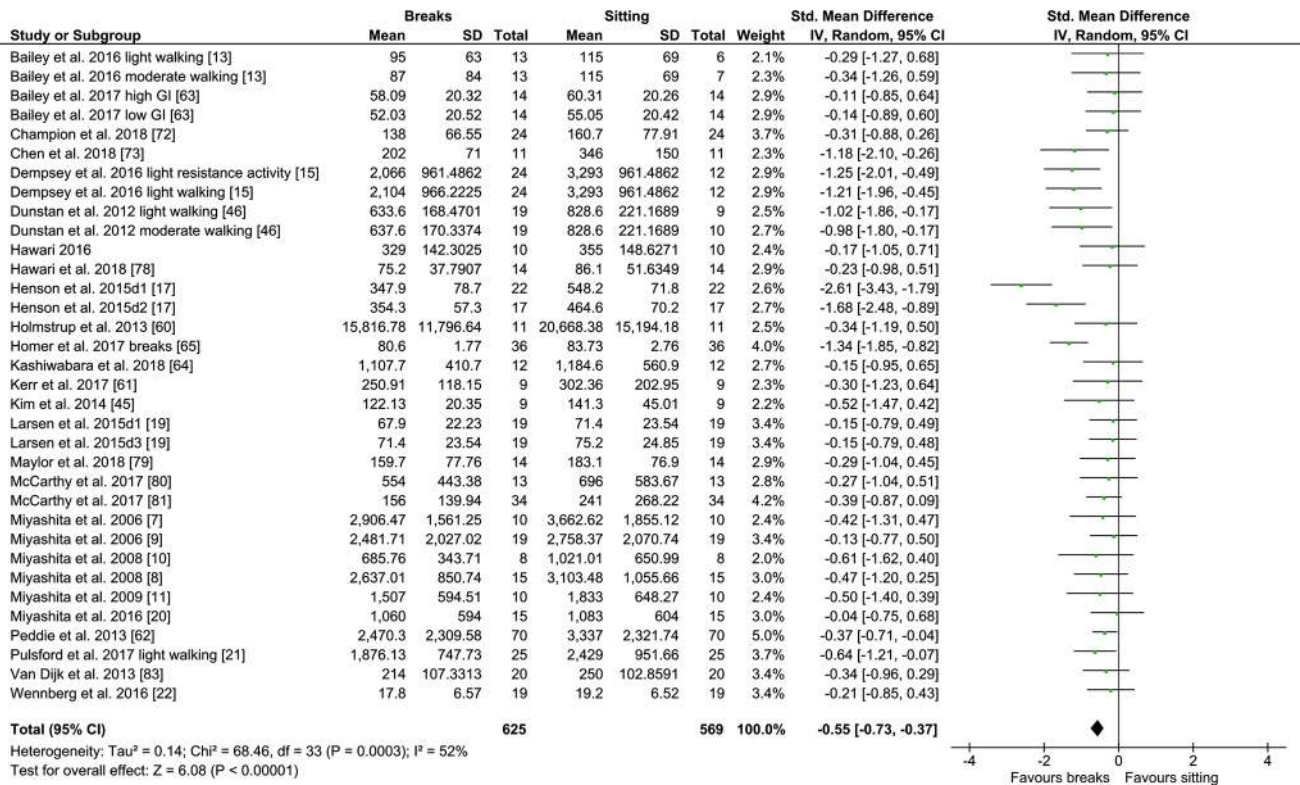 Breaks Sitting Std. Mean Difference Std. Mean Difference
Study or Subgroup Mean SD Total Mean SD Total Weight IV, Random, 95% CI IV, Random, 95% CI
Bailey et al. 2016 light walking [13] 95 63 13 115 69 6 2.1% -0.29 [-1.27, 0.68]
Bailey et al. 2016 moderate walking [13] 87 84 13 115 69 7 2.3% -0.34 [-1.26, 0.59]
Bailey et al. 2017 high GI [63] 58.09 20.32 14 60.31 20.26 14 2.9% -0.11 [-0.85, 0.64]
Bailey et al. 2017 low GI [63] 52.03 20.52 14 55.05 20.42 14 2.9% -0.14 [-0.89, 0.60]
Champion et al. 2018 [72] 138 66.55 24 160.7 77.91 24 3.7% -0.31 [-0.88, 0.26]
Chen et al. 2018 [73] 202 71 11 346 150 11 2.3% -1.18 [-2.10, -0.26]
Dempsey et al. 2016 light resistance activity [15] 2,066 961.4862 24 3,293 961.4862 12 2.9% -1.25 [-2.01, -0.49]
Dempsey et al. 2016 light walking [15] 2,104 966.2225 24 3,293 961.4862 12 2.9% -1.21 [-1.96, -0.45]
Dunstan et al. 2012 light walking [46] 633.6 168.4701 19 828.6 221.1689 9 2.5% -1.02 [-1.86, -0.17]
Dunstan et al. 2012 moderate walking [46] 637.6 170.3374 19 828.6 221.1689 10 2.7% -0.98 [-1.80, -0.17]
Hawari 2016 329 142.3025 10 355 148.6271 10 2.4% -0.17 [-1.05, 0.71]
Hawari et al. 2018 [78] 75.2 37.7907 14 86.1 51.6349 14 2.9% -0.23 [-0.98, 0.51]
Henson et al. 2015d1 [17] 347.9 78.7 22 548.2 71.8 22 2.6% -2.61 [-3.43, -1.79]
Henson et al. 2015d2 [17] 354.3 57.3 17 464.6 70.2 17 2.7% -1.68 [-2.48, -0.89]
Holmstrup et al. 2013 [60] 15,816.78 11,796.64 11 20,668.38 15,194.18 11 2.5% -0.34 [-1.19, 0.50]
Homer et al. 2017 breaks [65] 80.6 1.77 36 83.73 2.76 36 4.0% -1.34 [-1.85, -0.82]
Kashiwabara et al. 2018 [64] 1,107.7 410.7 12 1,184.6 560.9 12 2.7% -0.15 [-0.95, 0.65]
Kerr et al. 2017 [61] 250.91 118.15 9 302.36 202.95 9 2.3% -0.30 [-1.23, 0.64]
Kim et al. 2014 [45] 122.13 20.35 9 141.3 45.01 9 2.2% -0.52 [-1.47, 0.42]
Larsen et al. 2015d1 [19] 67.9 22.23 19 71.4 23.54 19 3.4% -0.15 [-0.79, 0.49]
Larsen et al. 2015d3 [19] 71.4 23.54 19 75.2 24.85 19 3.4% -0.15 [-0.79, 0.48]
Maylor et al. 2018 [79] 159.7 77.76 14 183.1 76.9 14 2.9% -0.29 [-1.04, 0.45]
McCarthy et al. 2017 [80] 554 443.38 13 696 583.67 13 2.8% -0.27 [-1.04, 0.51]
McCarthy et al. 2017 [81] 156 139.94 34 241 268.22 34 4.2% -0.39 [-0.87, 0.09]
Miyashita et al. 2006 [7] 2,906.47 1,561.25 10 3,662.62 1,855.12 10 2.4% -0.42 [-1.31, 0.47]
Miyashita et al. 2006 [9] 2,481.71 2,027.02 19 2,758.37 2,070.74 19 3.4% -0.13 [-0.77, 0.50]
Miyashita et al. 2008 [10] 685.76 343.71 8 1,021.01 650.99 8 2.0% -0.61 [-1.62, 0.40]
Miyashita et al. 2008 [8] 2,637.01 850.74 15 3,103.48 1,055.66 15 3.0% -0.47 [-1.20, 0.25]
Miyashita et al. 2009 [11] 1,507 594.51 10 1,833 648.27 10 2.4% -0.50 [-1.40, 0.39]
Miyashita et al. 2016 [20] 1,060 594 15 1,083 604 15 3.0% -0.04 [-0.75, 0.68]
Peddie et al. 2013 [62] 2,470.3 2,309.58 70 3,337 2,321.74 70 5.0% -0.37 [-0.71, -0.04]
Pulsford et al. 2017 light walking [21] 1,876.13 747.73 25 2,429 951.66 25 3.7% -0.64 [-1.21, -0.07]
Van Dijk et al. 2013 [83] 214 107.3313 20 250 102.8591 20 3.4% -0.34 [-0.96, 0.29]
Wennberg et al. 2016 [22] 17.8 6.57 19 19.2 6.52 19 3.4% -0.21 [-0.85, 0.43]
Total (95% CI) 625 569 100.0% -0.55 [-0.73, -0.37]
Heterogeneity: Tau² = 0.14; Chi² = 68.46, df = 33 (P = 0.0003); I² = 52%
Test for overall effect: Z = 6.08 (P < 0.00001)
-4 -2 0 2 4
Favours breaks Favours sitting